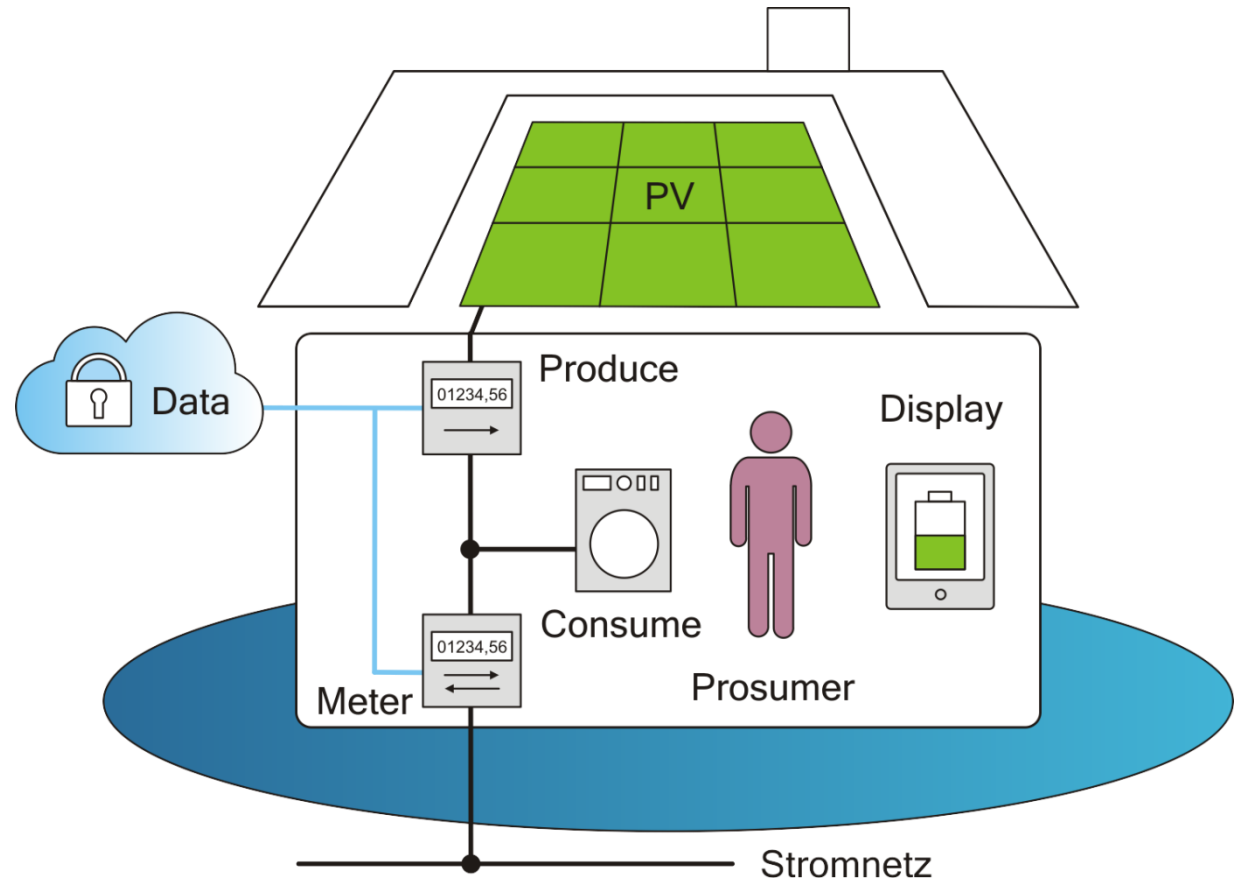 PV
Produce
01234,56
Data
Display
Consume
01234,56
Meter
Prosumer
Stromnetz